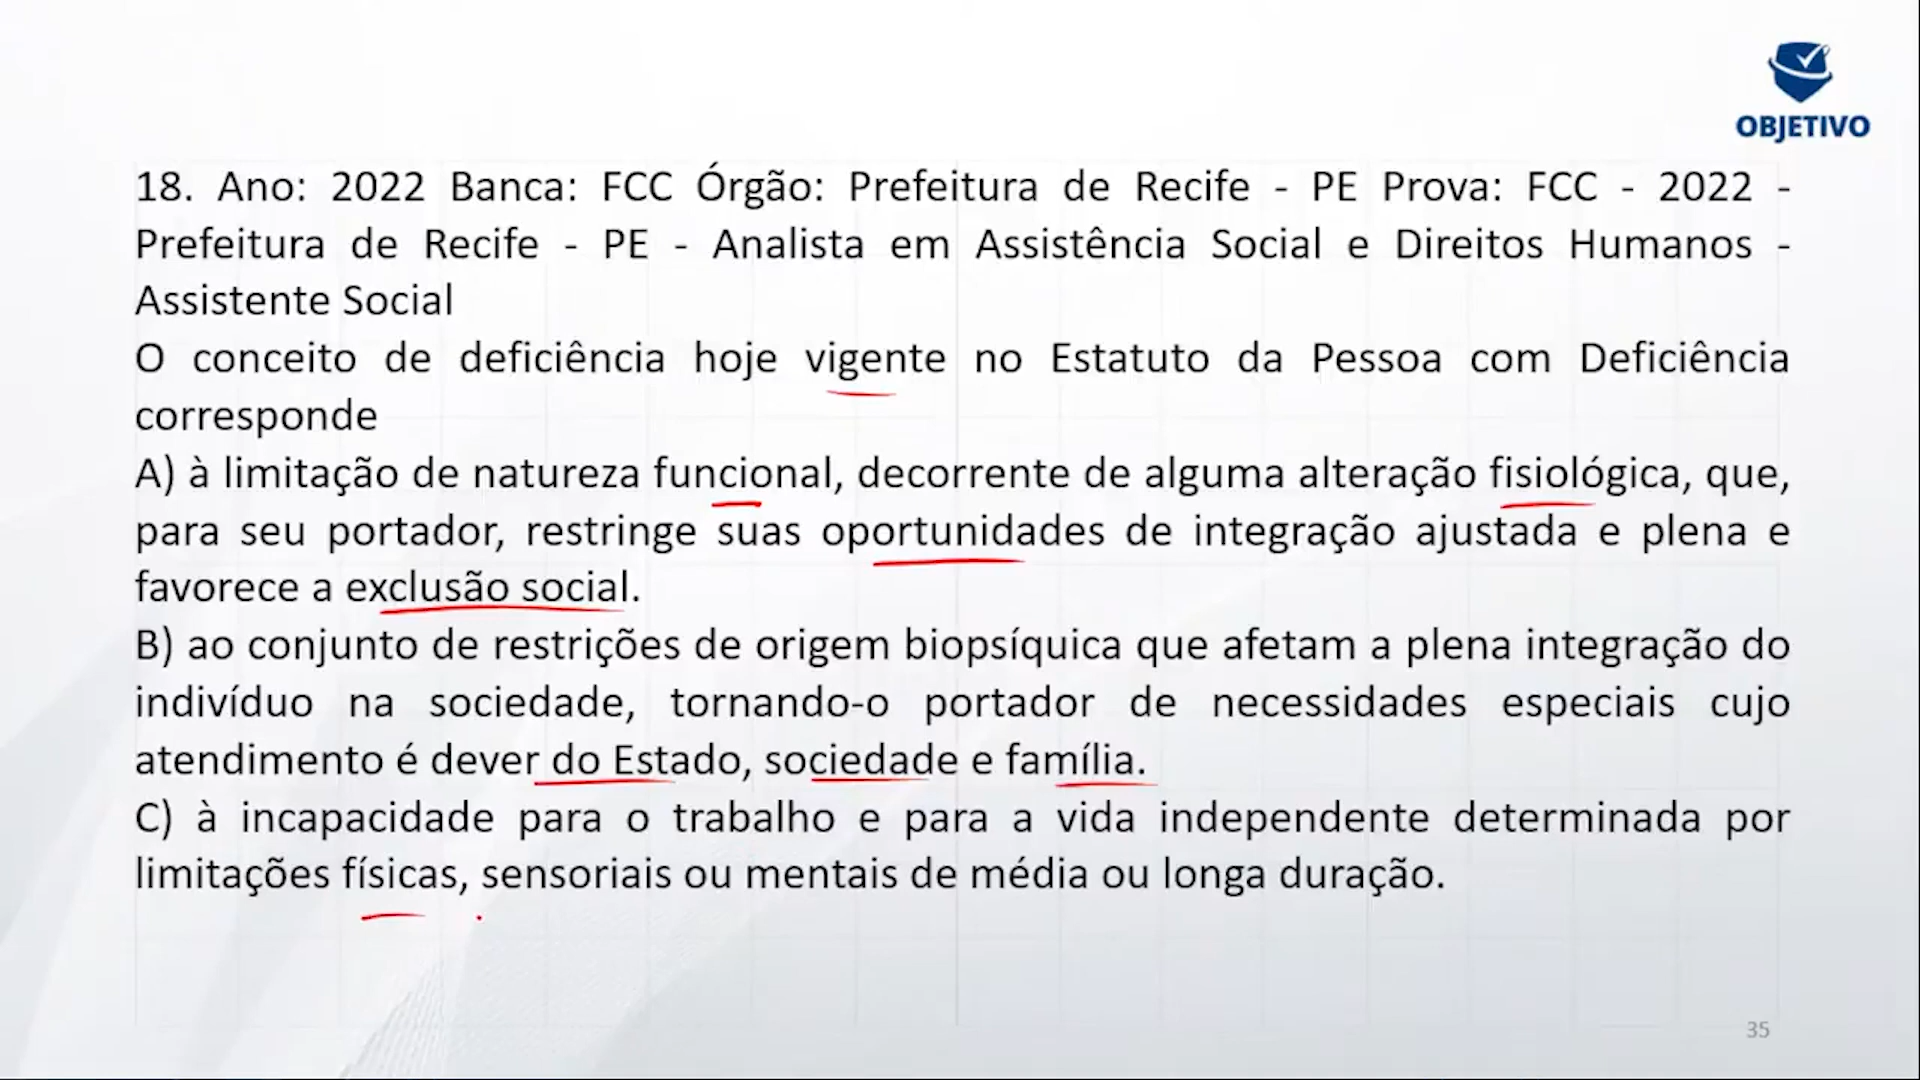 OBJETIVO
18. Ano: 2022 Banca: FCC Órgão: Prefeitura de Recife - PE Prova: FCC - 2022 -
Prefeitura de Recife - PE - Analista em Assistência Social e Direitos Humanos -
Assistente Social
O conceito de deficiência hoje vigente no Estatuto da Pessoa com Deficiência
corresponde
A) à limitação de natureza funcional, decorrente de alguma alteração fisiológica, que,
para seu portador, restringe suas oportunidades de integração ajustada e plena e
favorece a exclusão social.
B) ao conjunto de restrições de origem biopsíquica que afetam a plena integração do
indivíduo na sociedade, tornando-o portador de necessidades especiais cujo
atendimento é dever do Estado, sociedade e família.
C) à incapacidade para o trabalho e para a vida independente determinada por
limitações físicas, sensoriais ou mentais de média ou longa duração.
35